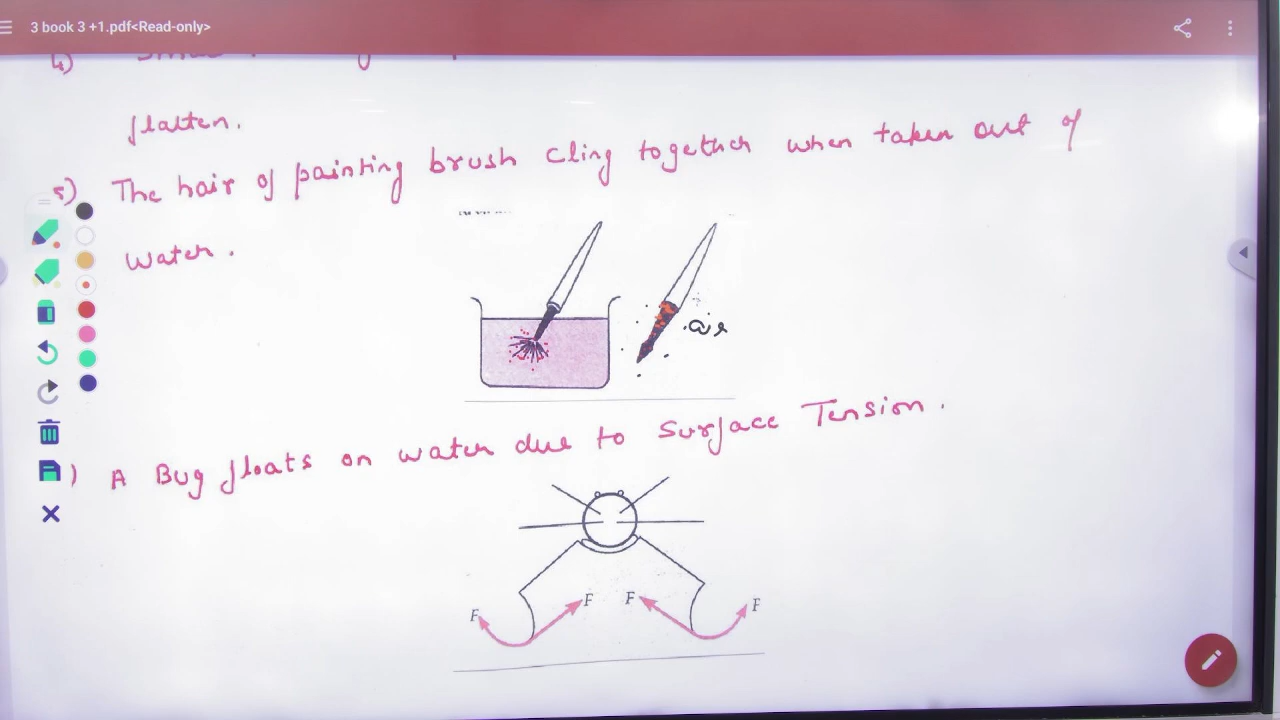 3 book 3 +1.pdf<Read-only>
4)
flatten.
5) The hair of painting brush cling together when taken out of
water.
air
) A Bug floats on water due to Surface Tension.
F F F F